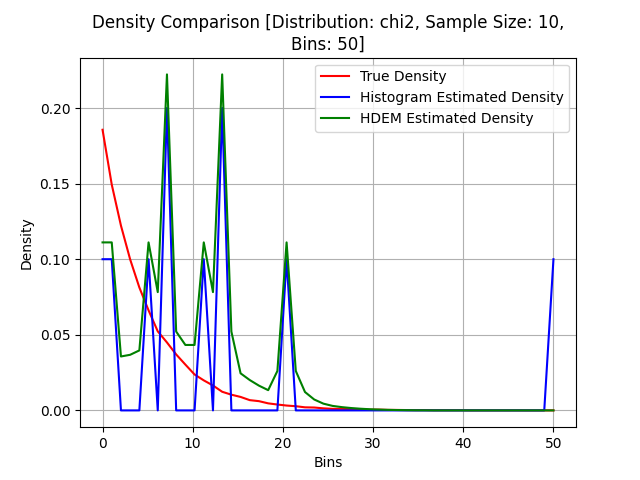 Density Comparison [Distribution: chi2, Sample Size: 10,
Bins: 50]
True Density
Histogram Estimated Density
HDEM Estimated Density
Density
0.20
0.15
0.10
0.05
0.00
0 10 20 30 40 50
Bins